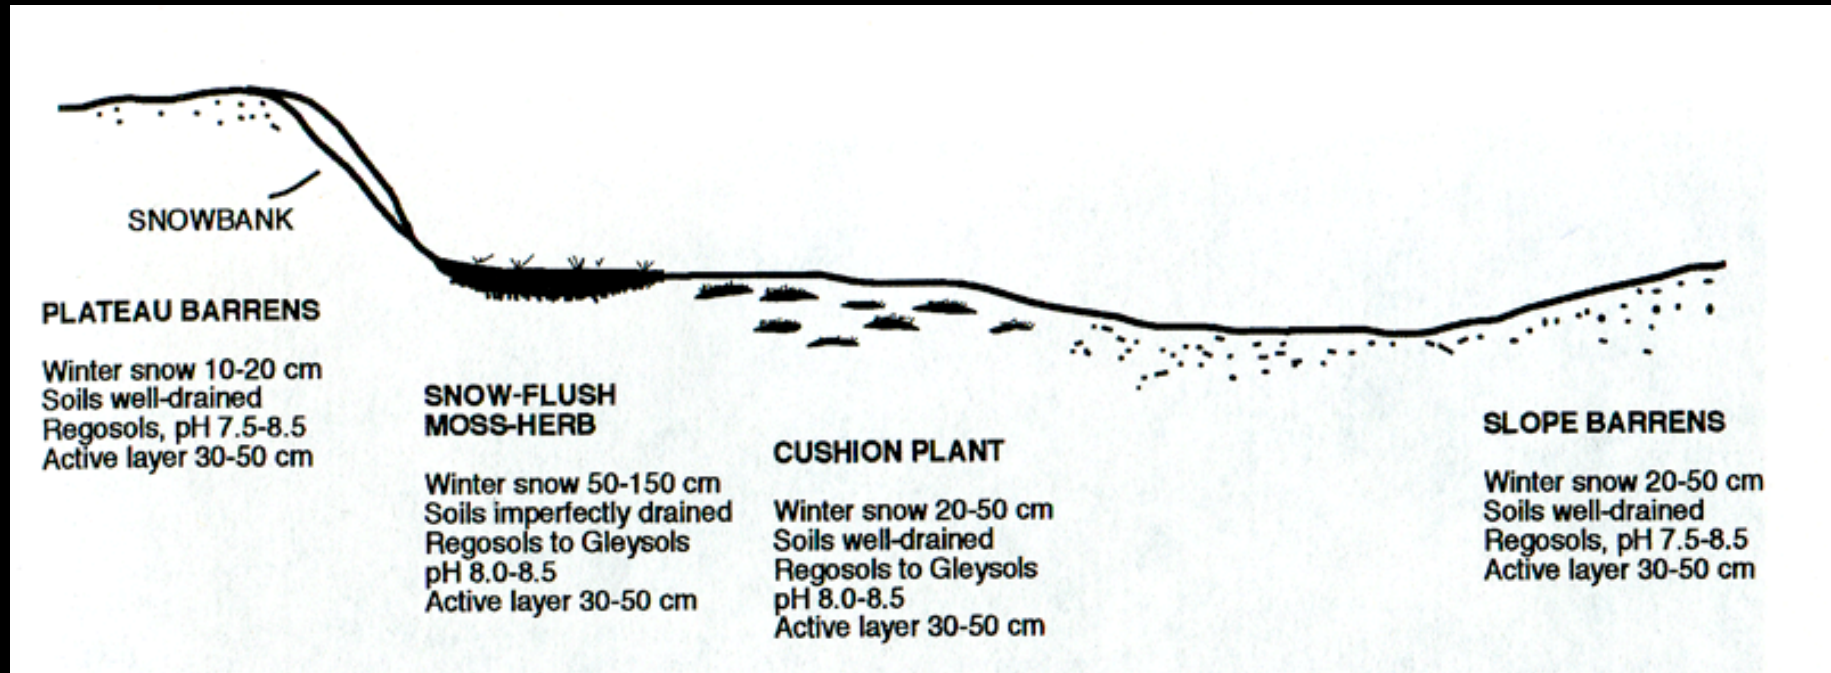 SNOWBANK
PLATEAU BARRENS
Winter snow 10-20 cm
Soils well-drained
Regosols, pH 7.5-8.5
Active layer 30-50 cm
SNOW-FLUSH
MOSS-HERB
Winter snow 50-150 cm
Soils imperfectly drained
Regosols to Gleysols
pH 8.0-8.5
Active layer 30-50 cm
CUSHION PLANT
Winter snow 20-50 cm
Soils well-drained
Regosols to Gleysols
pH 8.0-8.5
Active layer 30-50 cm
SLOPE BARRENS
Winter snow 20-50 cm
Soils well-drained
Regosols, pH 7.5-8.5
Active layer 30-50 cm